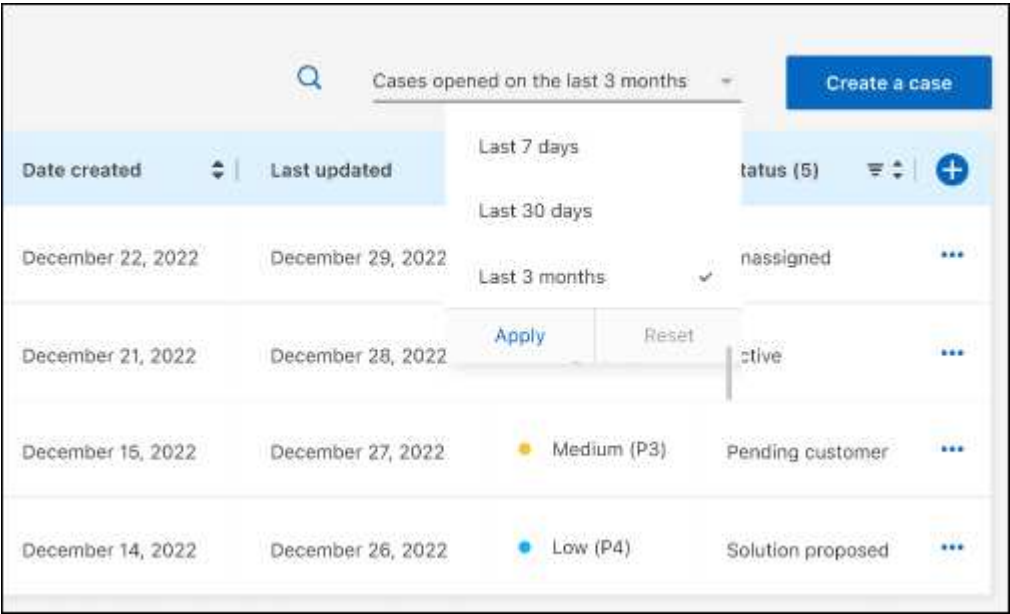 Cases opened on the last 3 months
Create a case
Date created
Last updated
tatus (5)
Last 7 days
Last 30 days
Last 3 months
Apply
Reset
December 22, 2022
December 29, 2022
nassigned
December 21, 2022
December 28, 2022
ctive
December 15, 2022
December 27, 2022
Medium (P3)
Pending customer
December 14, 2022
December 26, 2022
Low (P4)
Solution proposed